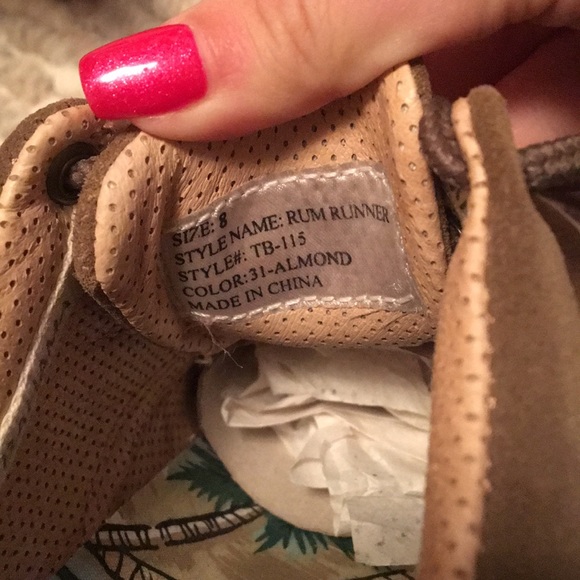 SIZE: 8
STYLE NAME: RUM RUNNER
STYLE#: TB-115
COLOR:31-ALMOND
MADE IN CHINA